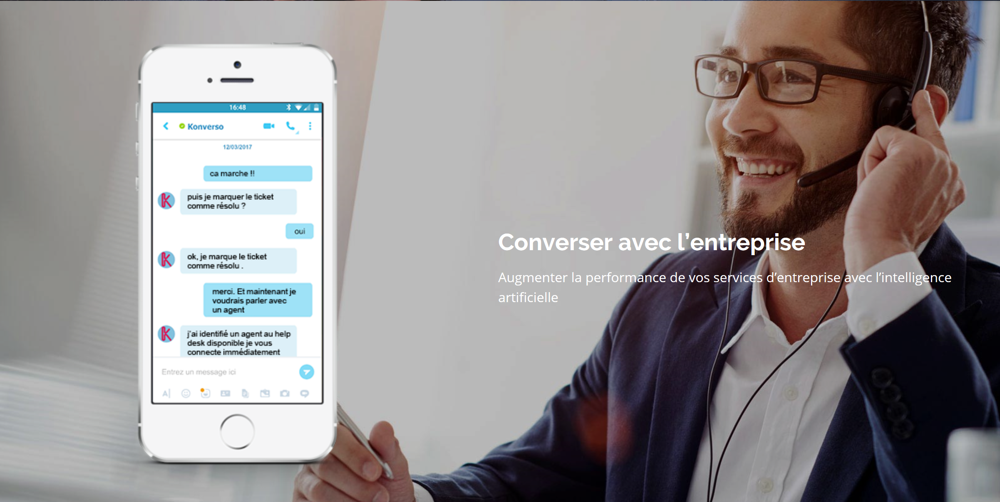 16:48
Konverso
12/03/2017
ca marche !!
puis je marquer le ticket
comme résolu ?
oui
ok, je marque le ticket
comme résolu .
merci. Et maintenant je
voudrais parler avec
un agent
j'ai identifié un agent au help
desk disponible je vous
connecte immédiatement
Entrez un message ici
Converser avec l’entreprise
Augmenter la performance de vos services d’entreprise avec l’intelligence
artificielle